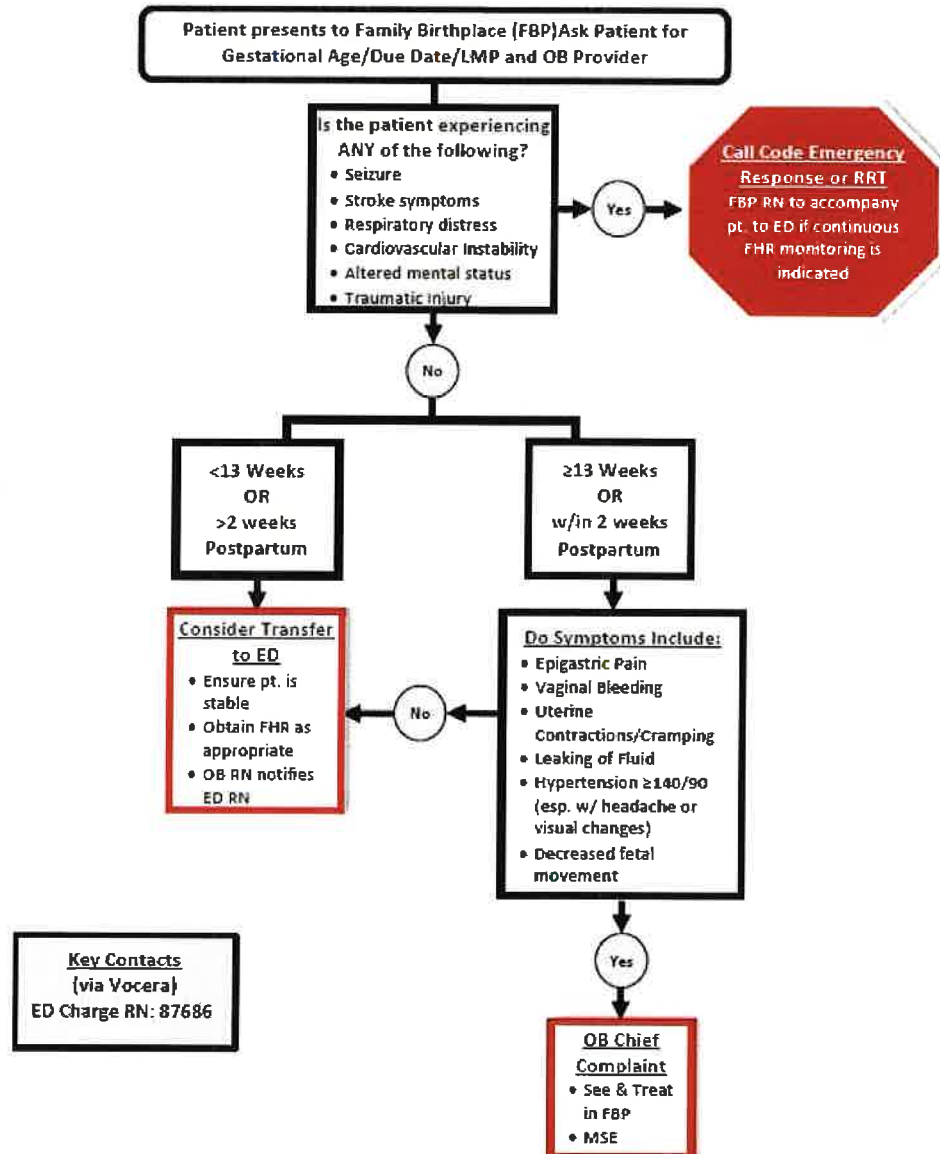 Patient presents to Family Birthplace (FBP)Ask Patient for
Gestational Age/Due Date/LMP and OB Provider
Is the patient experiencing
ANY of the following?
• Seizure
• Stroke symptoms
• Respiratory distress
• Cardiovascular Instability
• Altered mental status
• Traumatic Injury
Yes
Call Code Emergency
Response or RRT
FBP RN to accompany
pt. to ED if continuous
FHR monitoring is
indicated
No
<13 Weeks
OR
>2 weeks
Postpartum
≥13 Weeks
OR
w/in 2 weeks
Postpartum
Consider Transfer
to ED
• Ensure pt. is
stable
• Obtain FHR as
appropriate
• OB RN notifies
ED RN
No
Do Symptoms Include:
• Epigastric Pain
• Vaginal Bleeding
• Uterine
Contractions/Cramping
• Leaking of Fluid
• Hypertension ≥140/90
(esp. w/ headache or
visual changes)
• Decreased fetal
movement
Yes
Key Contacts
(via Vocera)
ED Charge RN: 87686
OB Chief
Complaint
• See & Treat
in FBP
• MSE